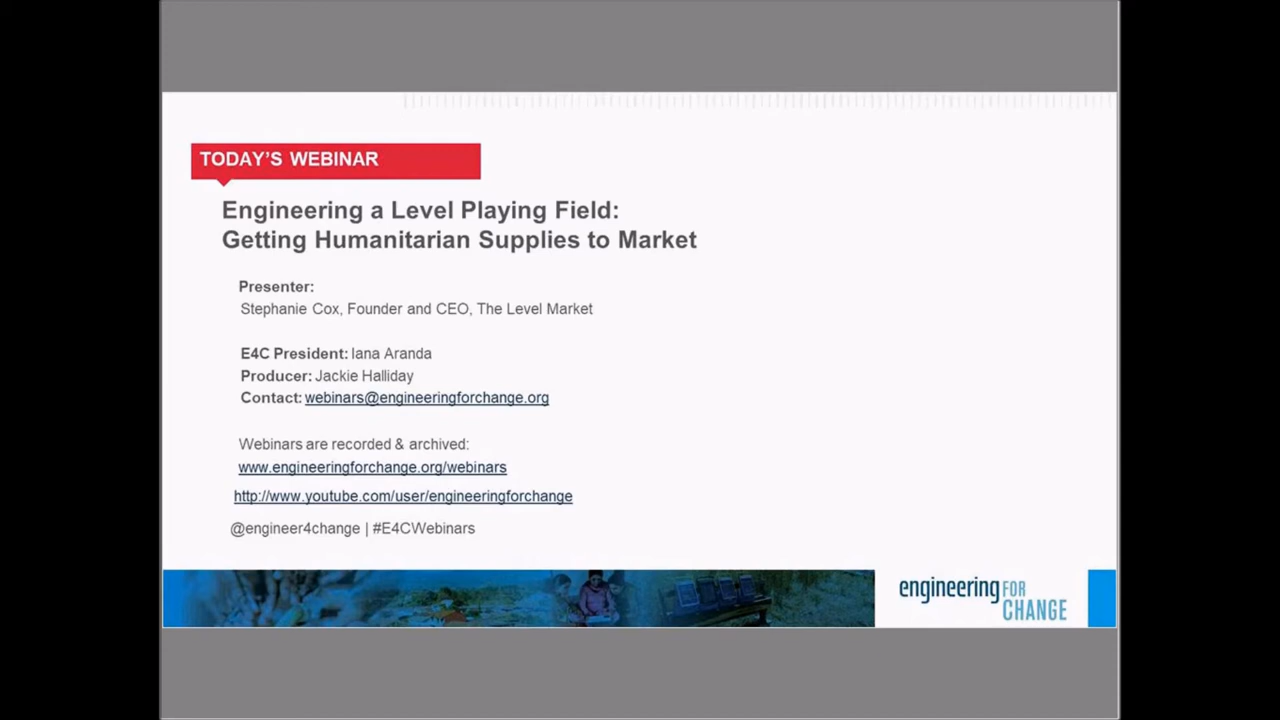 TODAY'S WEBINAR
Engineering a Level Playing Field:
Getting Humanitarian Supplies to Market
Presenter:
Stephanie Cox, Founder and CEO, The Level Market
E4C President: Iana Aranda
Producer: Jackie Halliday
Contact: webinars@engineeringforchange.org
Webinars are recorded & archived:
www.engineeringforchange.org/webinars
http://www.youtube.com/user/engineeringforchange
@engineer4change | #E4CWebinars
engineering FOR
CHANGE